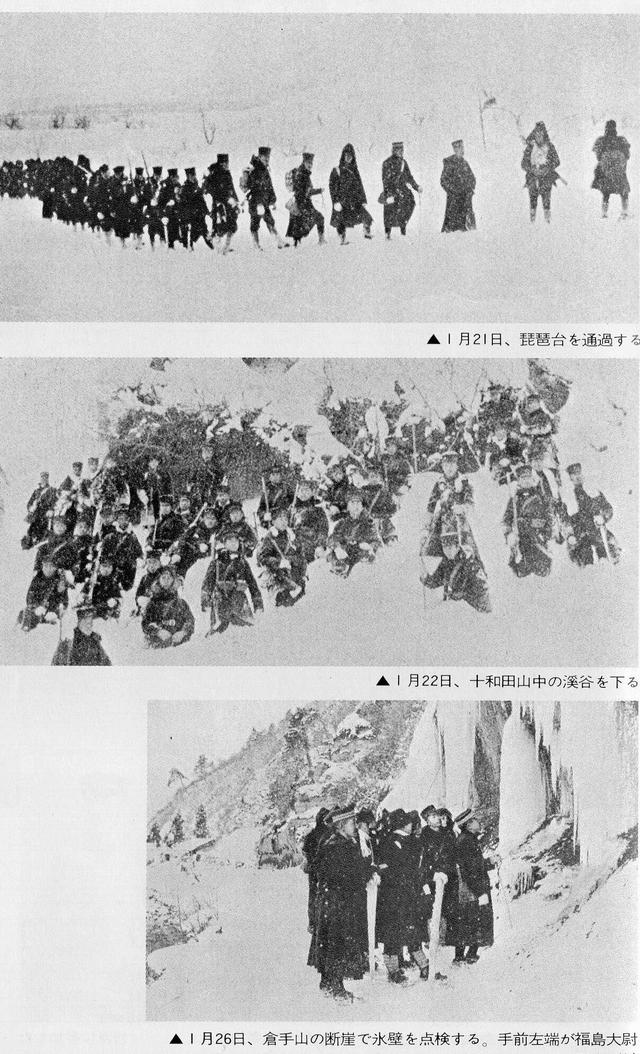 ▲1月21日、琵琶台を通過する
▲1月22日、十和田山中の渓谷を下る
▲1月26日、倉手山の断崖で氷壁を点検する。手前左端が福島大尉